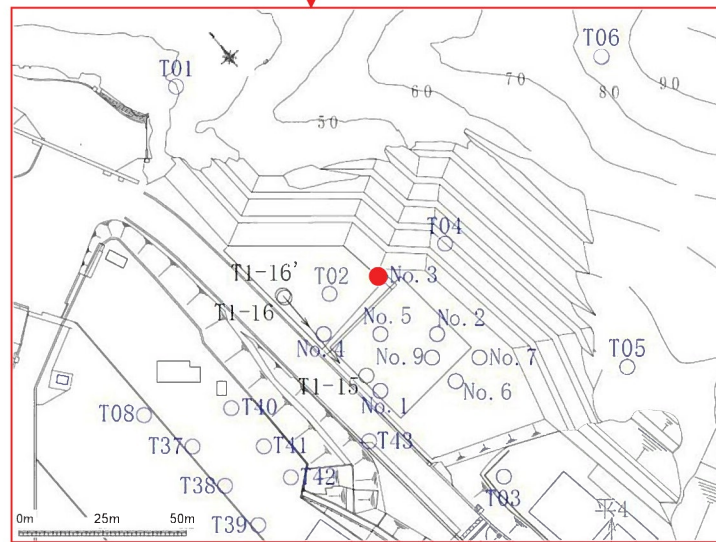 T06
T01
70
90
60
80
50
T04
No. 3
T1-16'
T02
T1-16
No. 5
No. 2
No. 4
No. 9
No. 7
T05
T1-15
No. 6
No. 1
T08
T40
T43
T37
T41
T42
T03
T38
平4
0m
25m
50m
T39